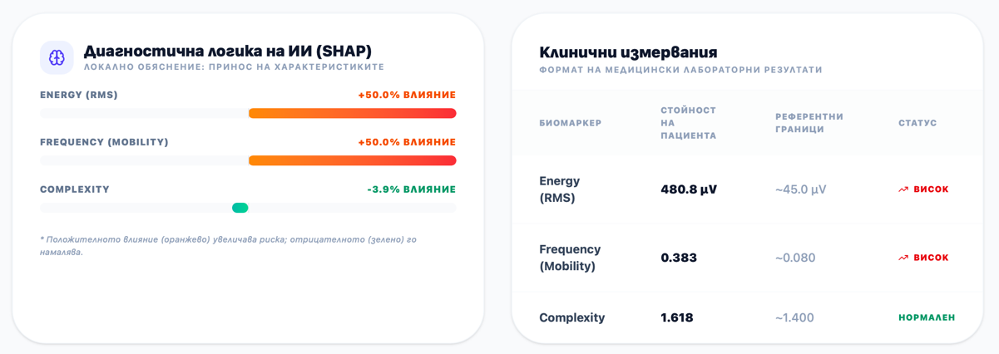 Диагностична логика на ИИ (SHAP)
ЛОКАЛНО ОБЯСНЕНИЕ: ПРИНОС НА ХАРАКТЕРИСТИКИТЕ
ENERGY (RMS)
+50.0% ВЛИЯНИЕ
FREQUENCY (MOBILITY)
+50.0% ВЛИЯНИЕ
COMPLEXITY
-3.9% ВЛИЯНИЕ
* Положителното влияние (оранжево) увеличава риска; отрицателното (зелено) го
намалява.
Клинични измервания
ФОРМАТ НА МЕДИЦИНСКИ ЛАБОРАТОРНИ РЕЗУЛТАТИ
БИОМАРКЕР
СТОЙНОСТ
НА
ПАЦИЕНТА
РЕФЕРЕНТНИ
ГРАНИЦИ
СТАТУС
Energy
(RMS)
480.8 µV
~45.0 µV
ВИСОК
Frequency
(Mobility)
0.383
~0.080
ВИСОК
Complexity
1.618
~1.400
НОРМАЛЕН